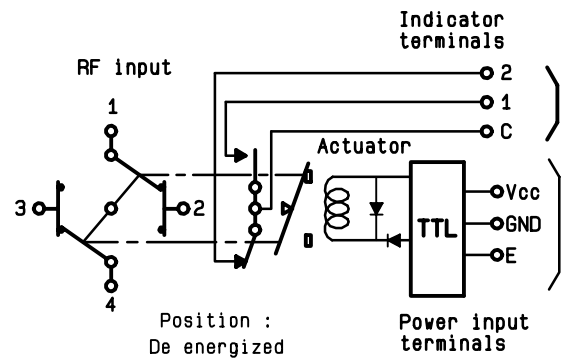 Indicator
terminals
RF input
2
1
1
C
Actuator
3
2
TTL
Vcc
GND
E
4
Position :
De energized
Power input
terminals